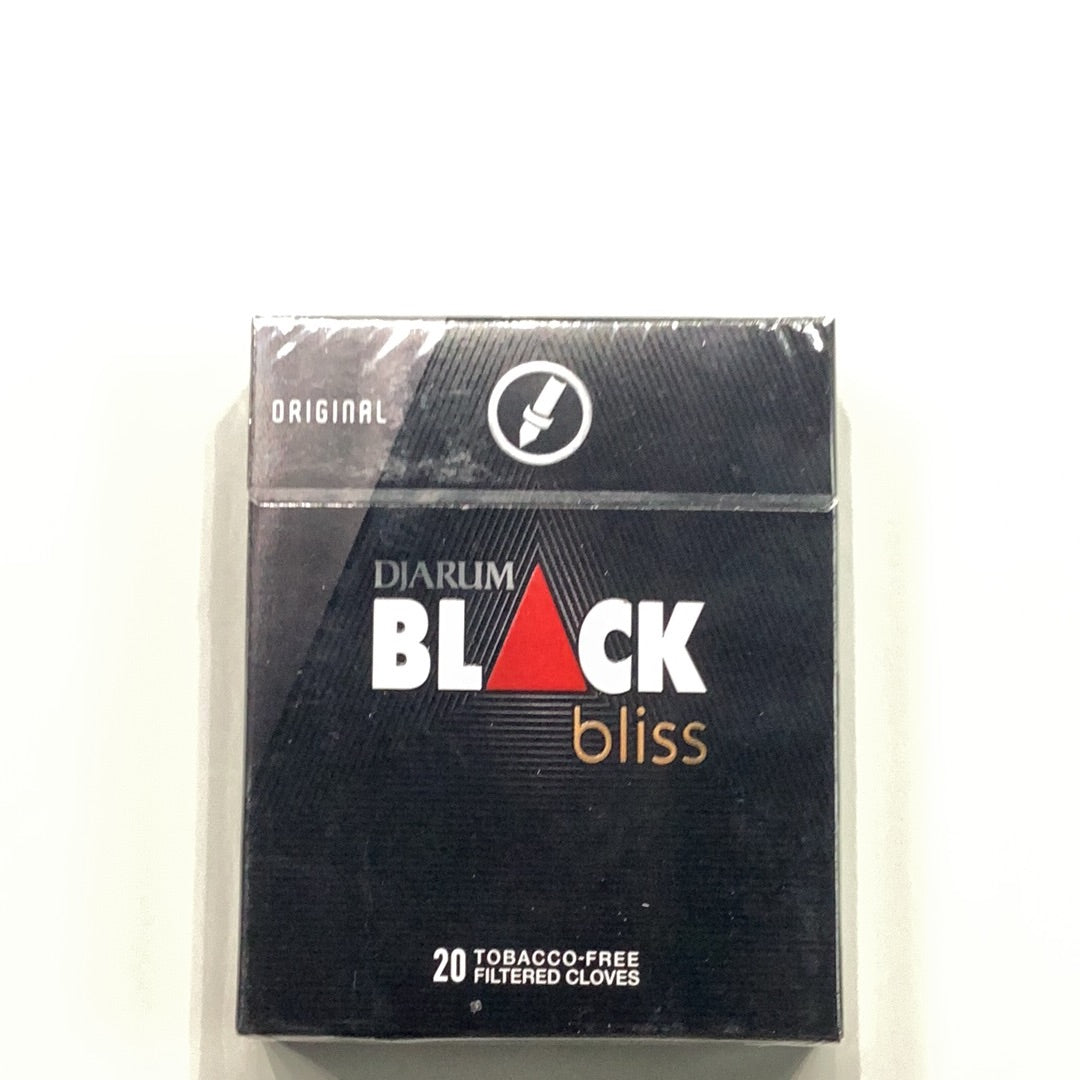 ORIGINAL
DJARUM
BLACK
bliss
20 TOBACCO-FREE
FILTERED CLOVES